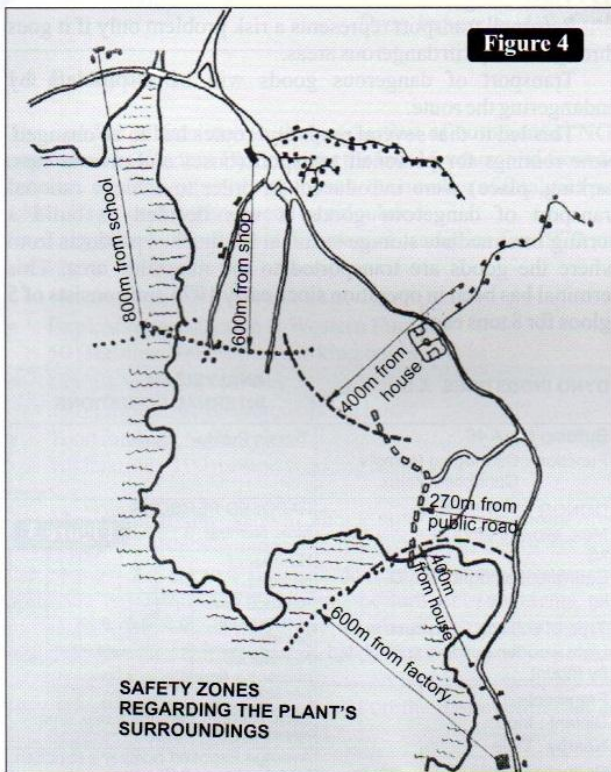 Figure 4
800m from school
600m from shop
400m from
house
270m from
public road
400m
from house
600m from factory
SAFETY ZONES
REGARDING THE PLANT'S
SURROUNDINGS